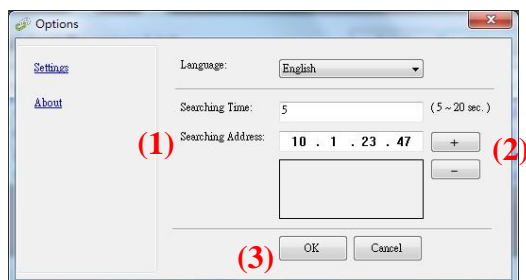 Options
Settings
About
Language:
English
Searching Time:
5
( 5 ~ 20 sec. )
(1)
Searching Address:
10 . 1 . 23 . 47
+
(2)
−
(3)
OK
Cancel